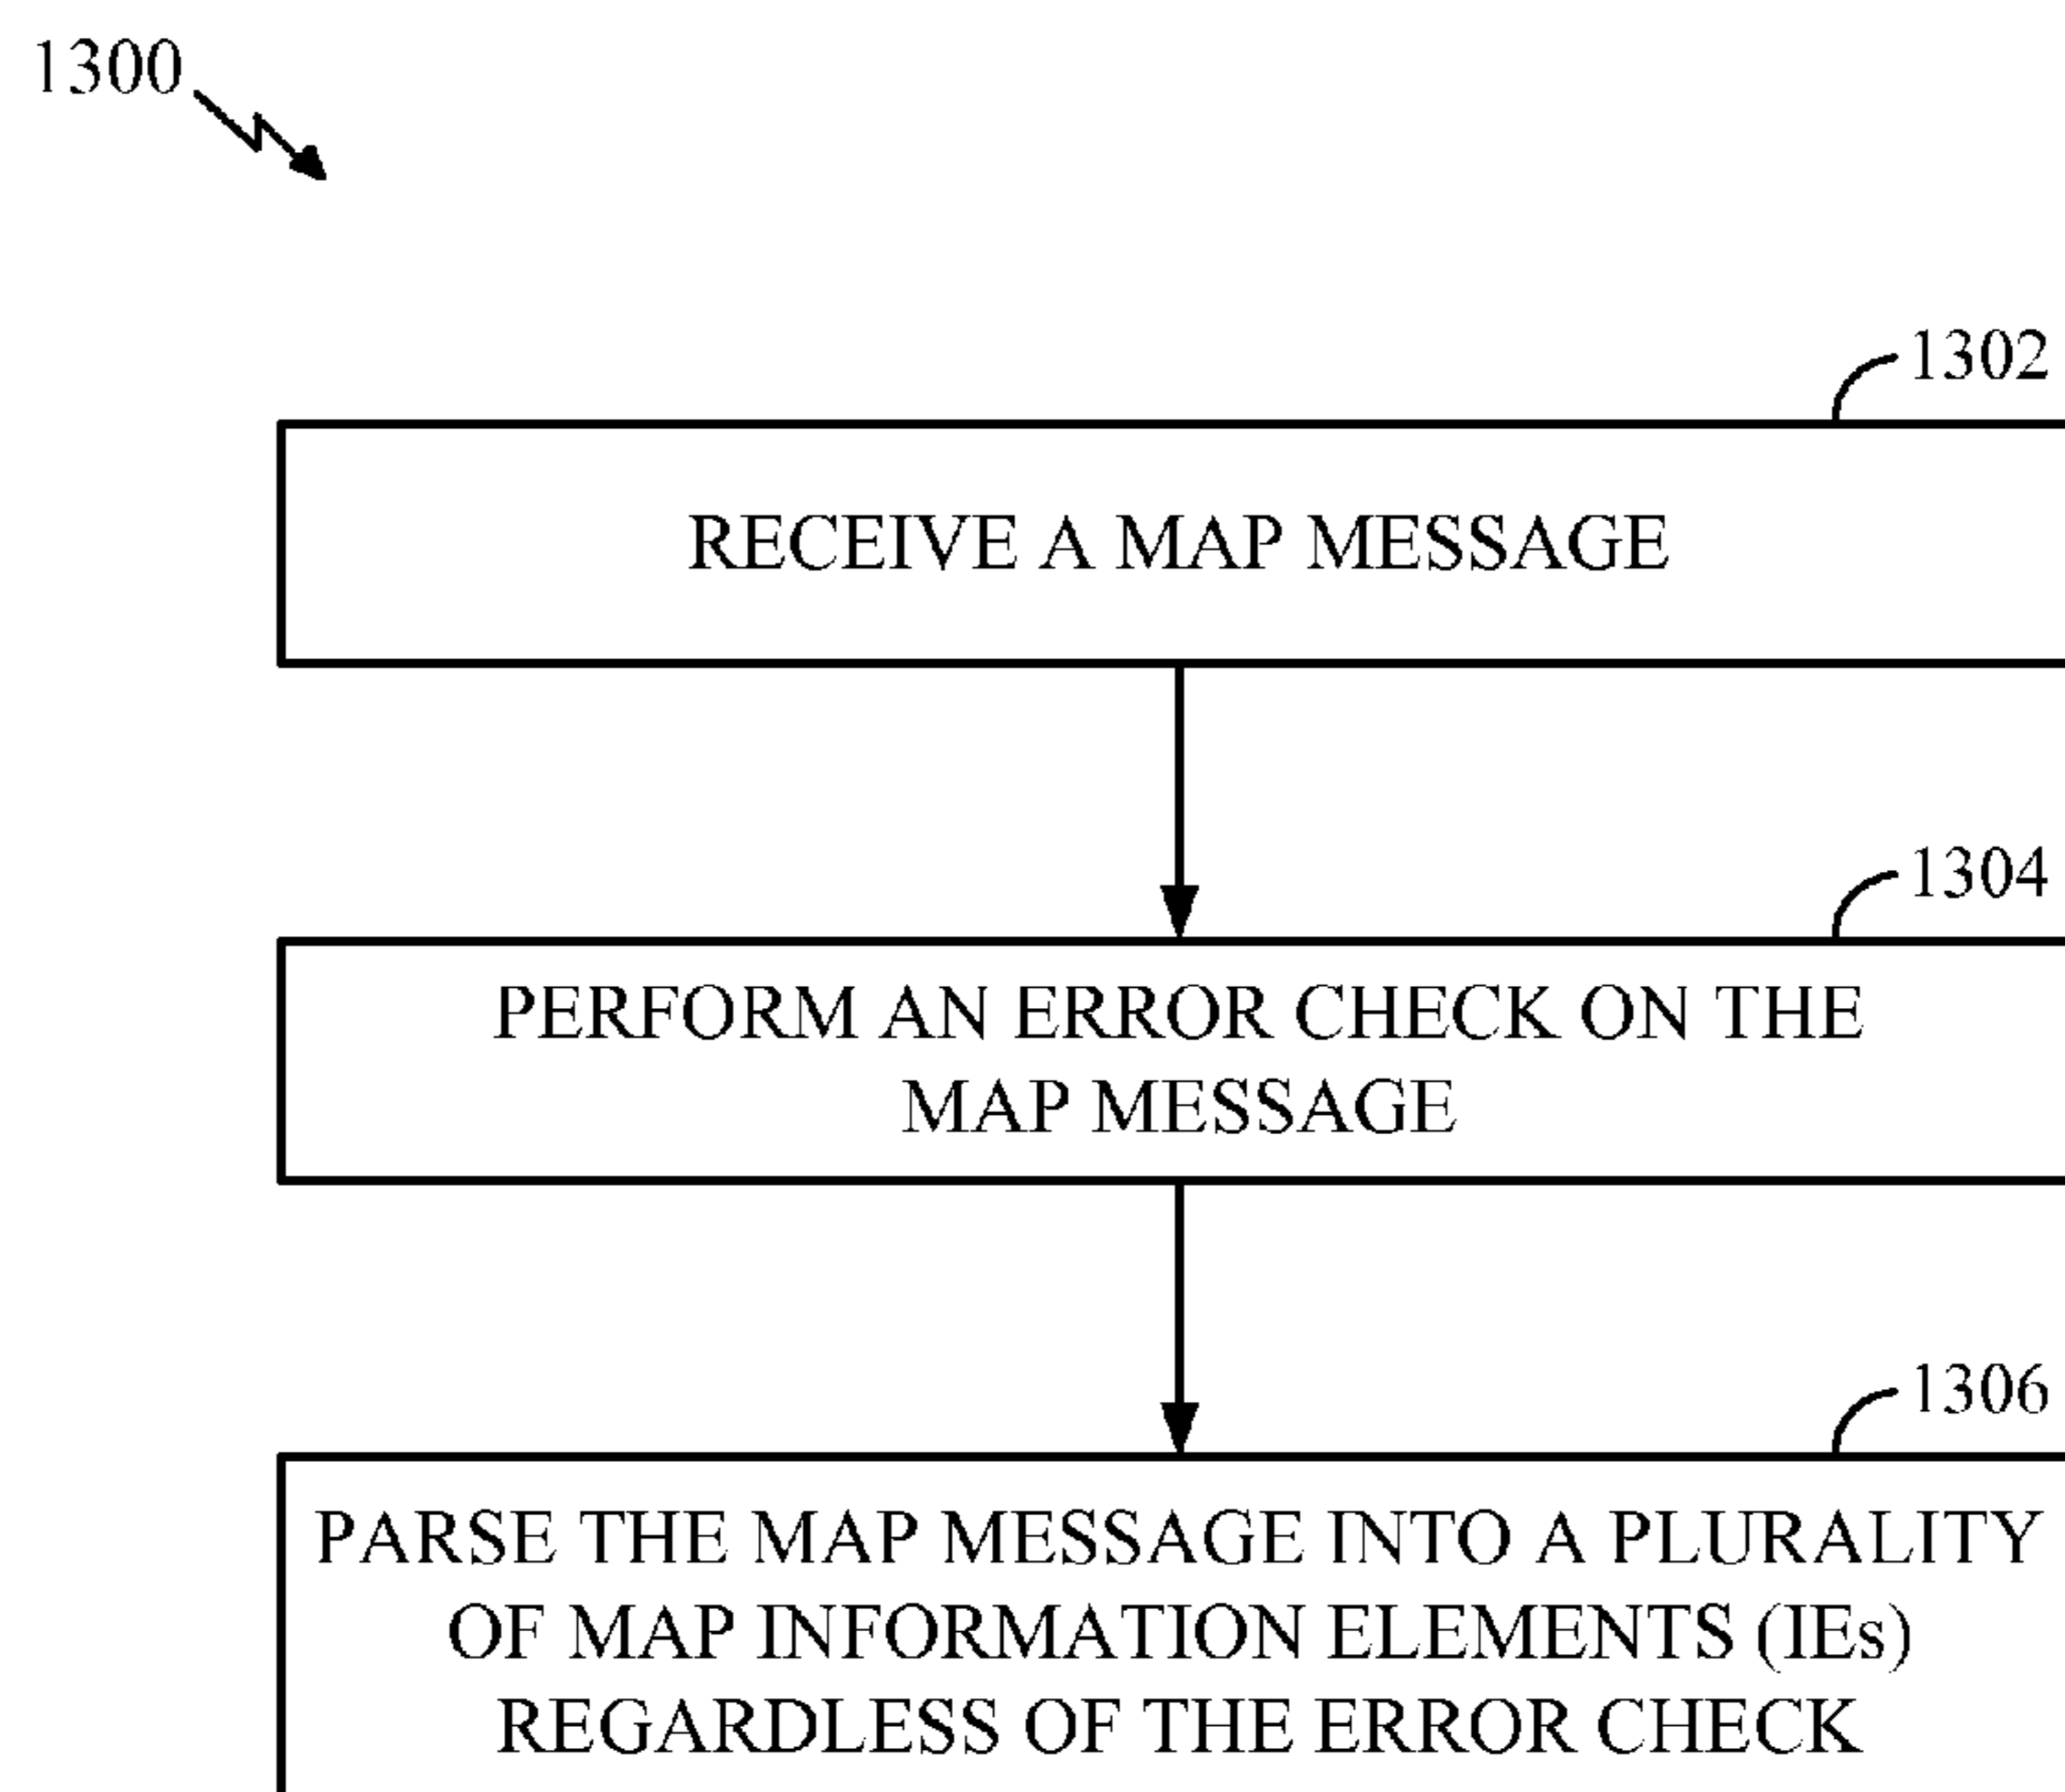 1300
1302
RECEIVE A MAP MESSAGE
1304
PERFORM AN ERROR CHECK ON THE
MAP MESSAGE
1306
PARSE THE MAP MESSAGE INTO A PLURALITY
OF MAP INFORMATION ELEMENTS (IEs)
REGARDLESS OF THE ERROR CHECK